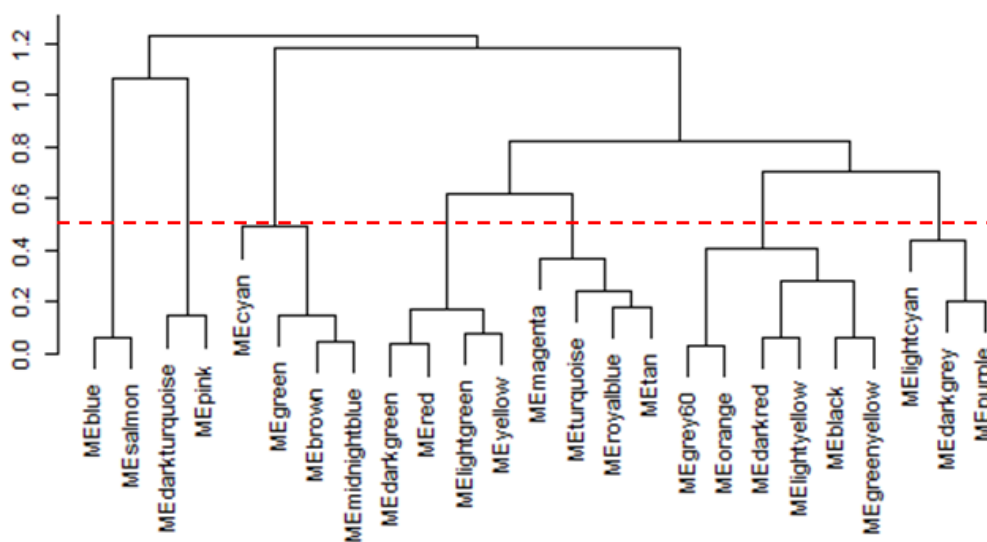 1.2
1.0
0.8
0.6
0.4
0.2
0.0
MEblue
MEsalmon
MEdarkturquoise
MEpink
MEcyan
MEgreen
MEbrown
MEmidnightblue
MEdarkgreen
MEred
MElightgreen
MEyellow
MEmagenta
MEturquoise
MEroyalblue
MEtan
MEgrey60
MEorange
MEdarkred
MElightyellow
MEblack
MEgreenyellow
MElightcyan
MEdarkgrey
MEpurple